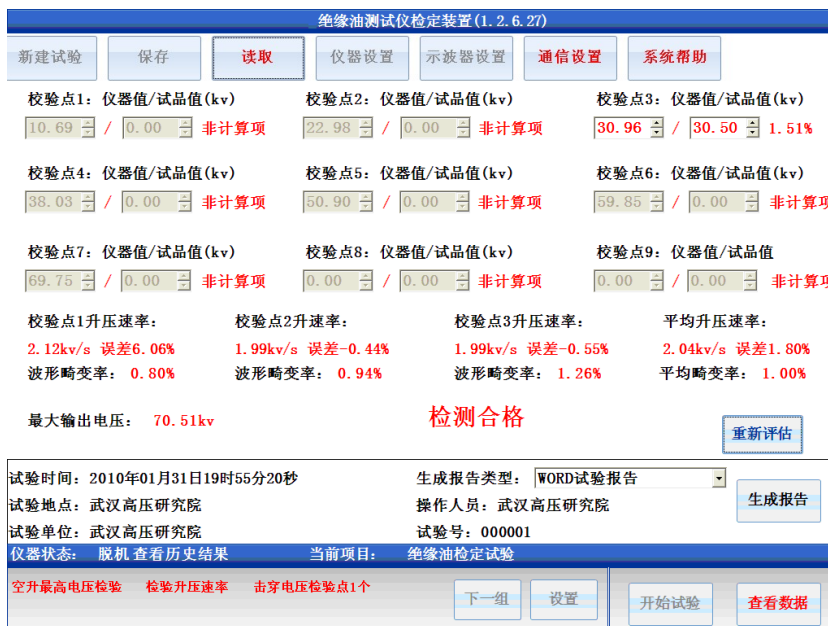 绝缘油测试仪检定装置(1.2.6.27)
新建试验 保存 读取 仪器设置 示波器设置 通信设置 系统帮助
校验点1：仪器值/试品值(kv) 校验点2：仪器值/试品值(kv) 校验点3：仪器值/试品值(kv)
10.69 / 0.00 非计算项 22.98 / 0.00 非计算项 30.96 / 30.50 1.51%
校验点4：仪器值/试品值(kv) 校验点5：仪器值/试品值(kv) 校验点6：仪器值/试品值(kv)
38.03 / 0.00 非计算项 50.90 / 0.00 非计算项 59.85 / 0.00 非计算项
校验点7：仪器值/试品值(kv) 校验点8：仪器值/试品值(kv) 校验点9：仪器值/试品值
69.75 / 0.00 非计算项 0.00 / 0.00 非计算项 0.00 / 0.00 非计算项
校验点1升压速率： 校验点2升速率： 校验点3升压速率： 平均升压速率：
2.12kv/s 误差6.06% 1.99kv/s 误差-0.44% 1.99kv/s 误差-0.55% 2.04kv/s 误差1.80%
波形畸变率： 0.80% 波形畸变率： 0.94% 波形畸变率： 1.26% 平均畸变率： 1.00%
最大输出电压： 70.51kv 检测合格
重新评估
试验时间：2010年01月31日19时55分20秒 生成报告类型： WORD试验报告
试验地点：武汉高压研究院 操作人员：武汉高压研究院 生成报告
试验单位：武汉高压研究院 试验号：000001
仪器状态： 脱机 查看历史结果 当前项目： 绝缘油检定试验
空升最高电压检验 检验升压速率 击穿电压检验点1个 下一组 设置 开始试验 查看数据